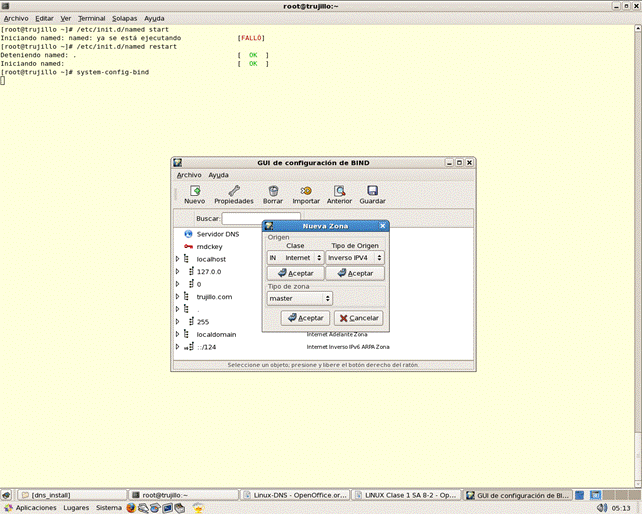 root@trujillo:~
Archivo Editar Ver Terminal Solapas Ayuda
[root@trujillo ~]# /etc/init.d/named start
Iniciando named: named: ya se está ejecutando [FALLÓ]
[root@trujillo ~]# /etc/init.d/named restart
Deteniendo named: . [ OK ]
Iniciando named: [ OK ]
[root@trujillo ~]# system-config-bind
GUI de configuración de BIND
Archivo Ayuda
Nuevo Propiedades Borrar Importar Anterior Guardar
Buscar:
Servidor DNS
rndckey
localhost
127.0.0
0
trujillo.com
.
255
localdomain Internet Adelante Zona
::/124 Internet Inverso IPv6 ARPA Zona
Seleccione un objeto; presione y libere el botón derecho del ratón.
Nueva Zona
Origen
Clase Tipo de Origen
IN Internet Inverso IPV4
Aceptar Aceptar
Tipo de zona
master
Aceptar Cancelar
[dns_install] root@trujillo:~ Linux-DNS - OpenOffice.or... LINUX Clase 1 SA 8-2 - Op... GUI de configuración de BI...
Aplicaciones Lugares Sistema 05:13